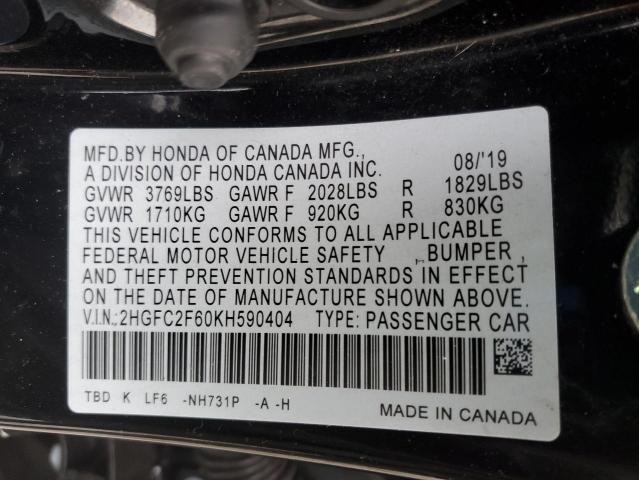 MFD.BY HONDA OF CANADA MFG.,
A DIVISION OF HONDA CANADA INC. 08/'19
GVWR 3769LBS GAWR F 2028LBS R 1829LBS
GVWR 1710KG GAWR F 920KG R 830KG
THIS VEHICLE CONFORMS TO ALL APPLICABLE
FEDERAL MOTOR VEHICLE SAFETY ,BUMPER ,
AND THEFT PREVENTION STANDARDS IN EFFECT
ON THE DATE OF MANUFACTURE SHOWN ABOVE.
V.I.N.:2HGFC2F60KH590404 TYPE: PASSENGER CAR
TBD K LF6 -NH731P -A -H
MADE IN CANADA